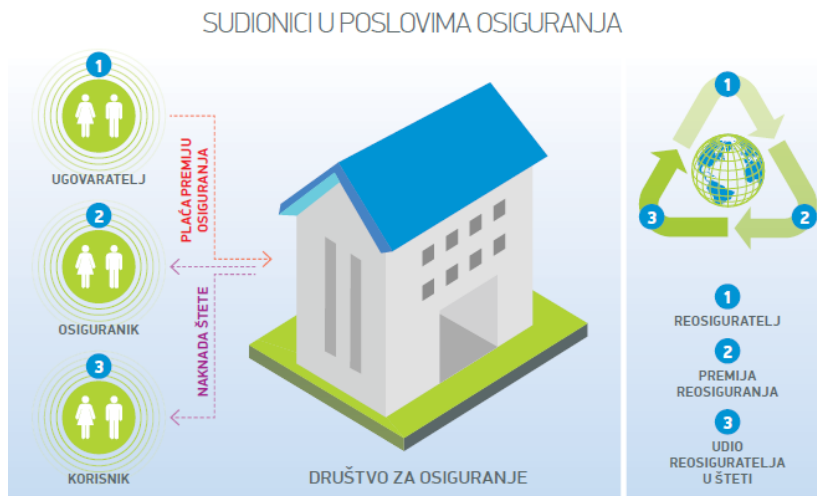 SUDIONICI U POSLOVIMA OSIGURANJA
1
UGOVARATELJ
2
OSIGURANIK
3
KORISNIK
PLAĆA PREMIJU
OSIGURANJA
NAKNADA ŠTETE
DRUŠTVO ZA OSIGURANJE
1
2
3
1
REOSIGURATELJ
2
PREMIJA
REOSIGURANJA
3
UDIO
REOSIGURATELJA
U ŠTETI